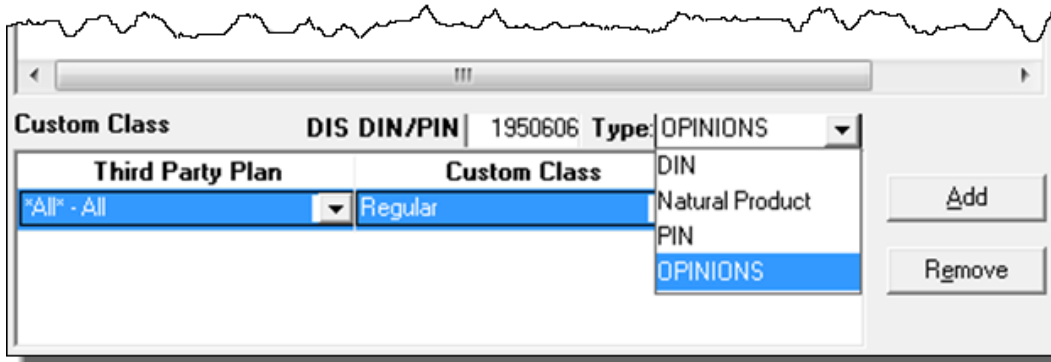 Custom Class DIS DIN/PIN 1950606 Type: OPINIONS
Third Party Plan Custom Class
DIN
*All* - All Regular
Natural Product
PIN
OPINIONS
Add
Remove